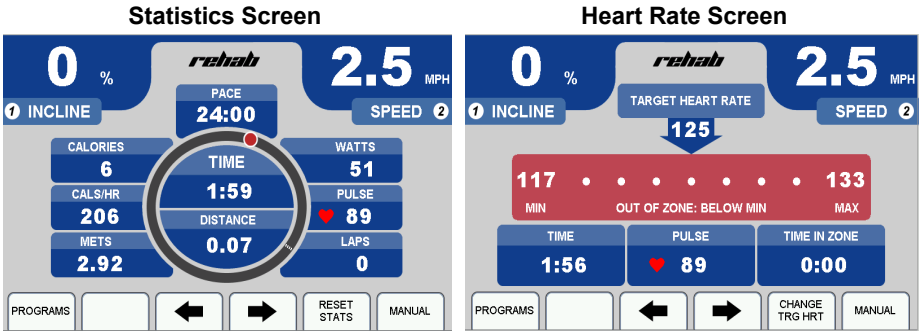 Statistics Screen
0 %
rehab
2.5 MPH
1 INCLINE
PACE
24:00
SPEED 2
CALORIES
6
CALS/HR
206
METS
2.92
TIME
1:59
DISTANCE
0.07
WATTS
51
PULSE
89
LAPS
0
PROGRAMS
RESET
STATS
MANUAL
Heart Rate Screen
0 %
rehab
2.5 MPH
1 INCLINE
TARGET HEART RATE
125
SPEED 2
117
MIN
OUT OF ZONE: BELOW MIN
133
MAX
TIME
1:56
PULSE
89
TIME IN ZONE
0:00
PROGRAMS
CHANGE
TRG HRT
MANUAL